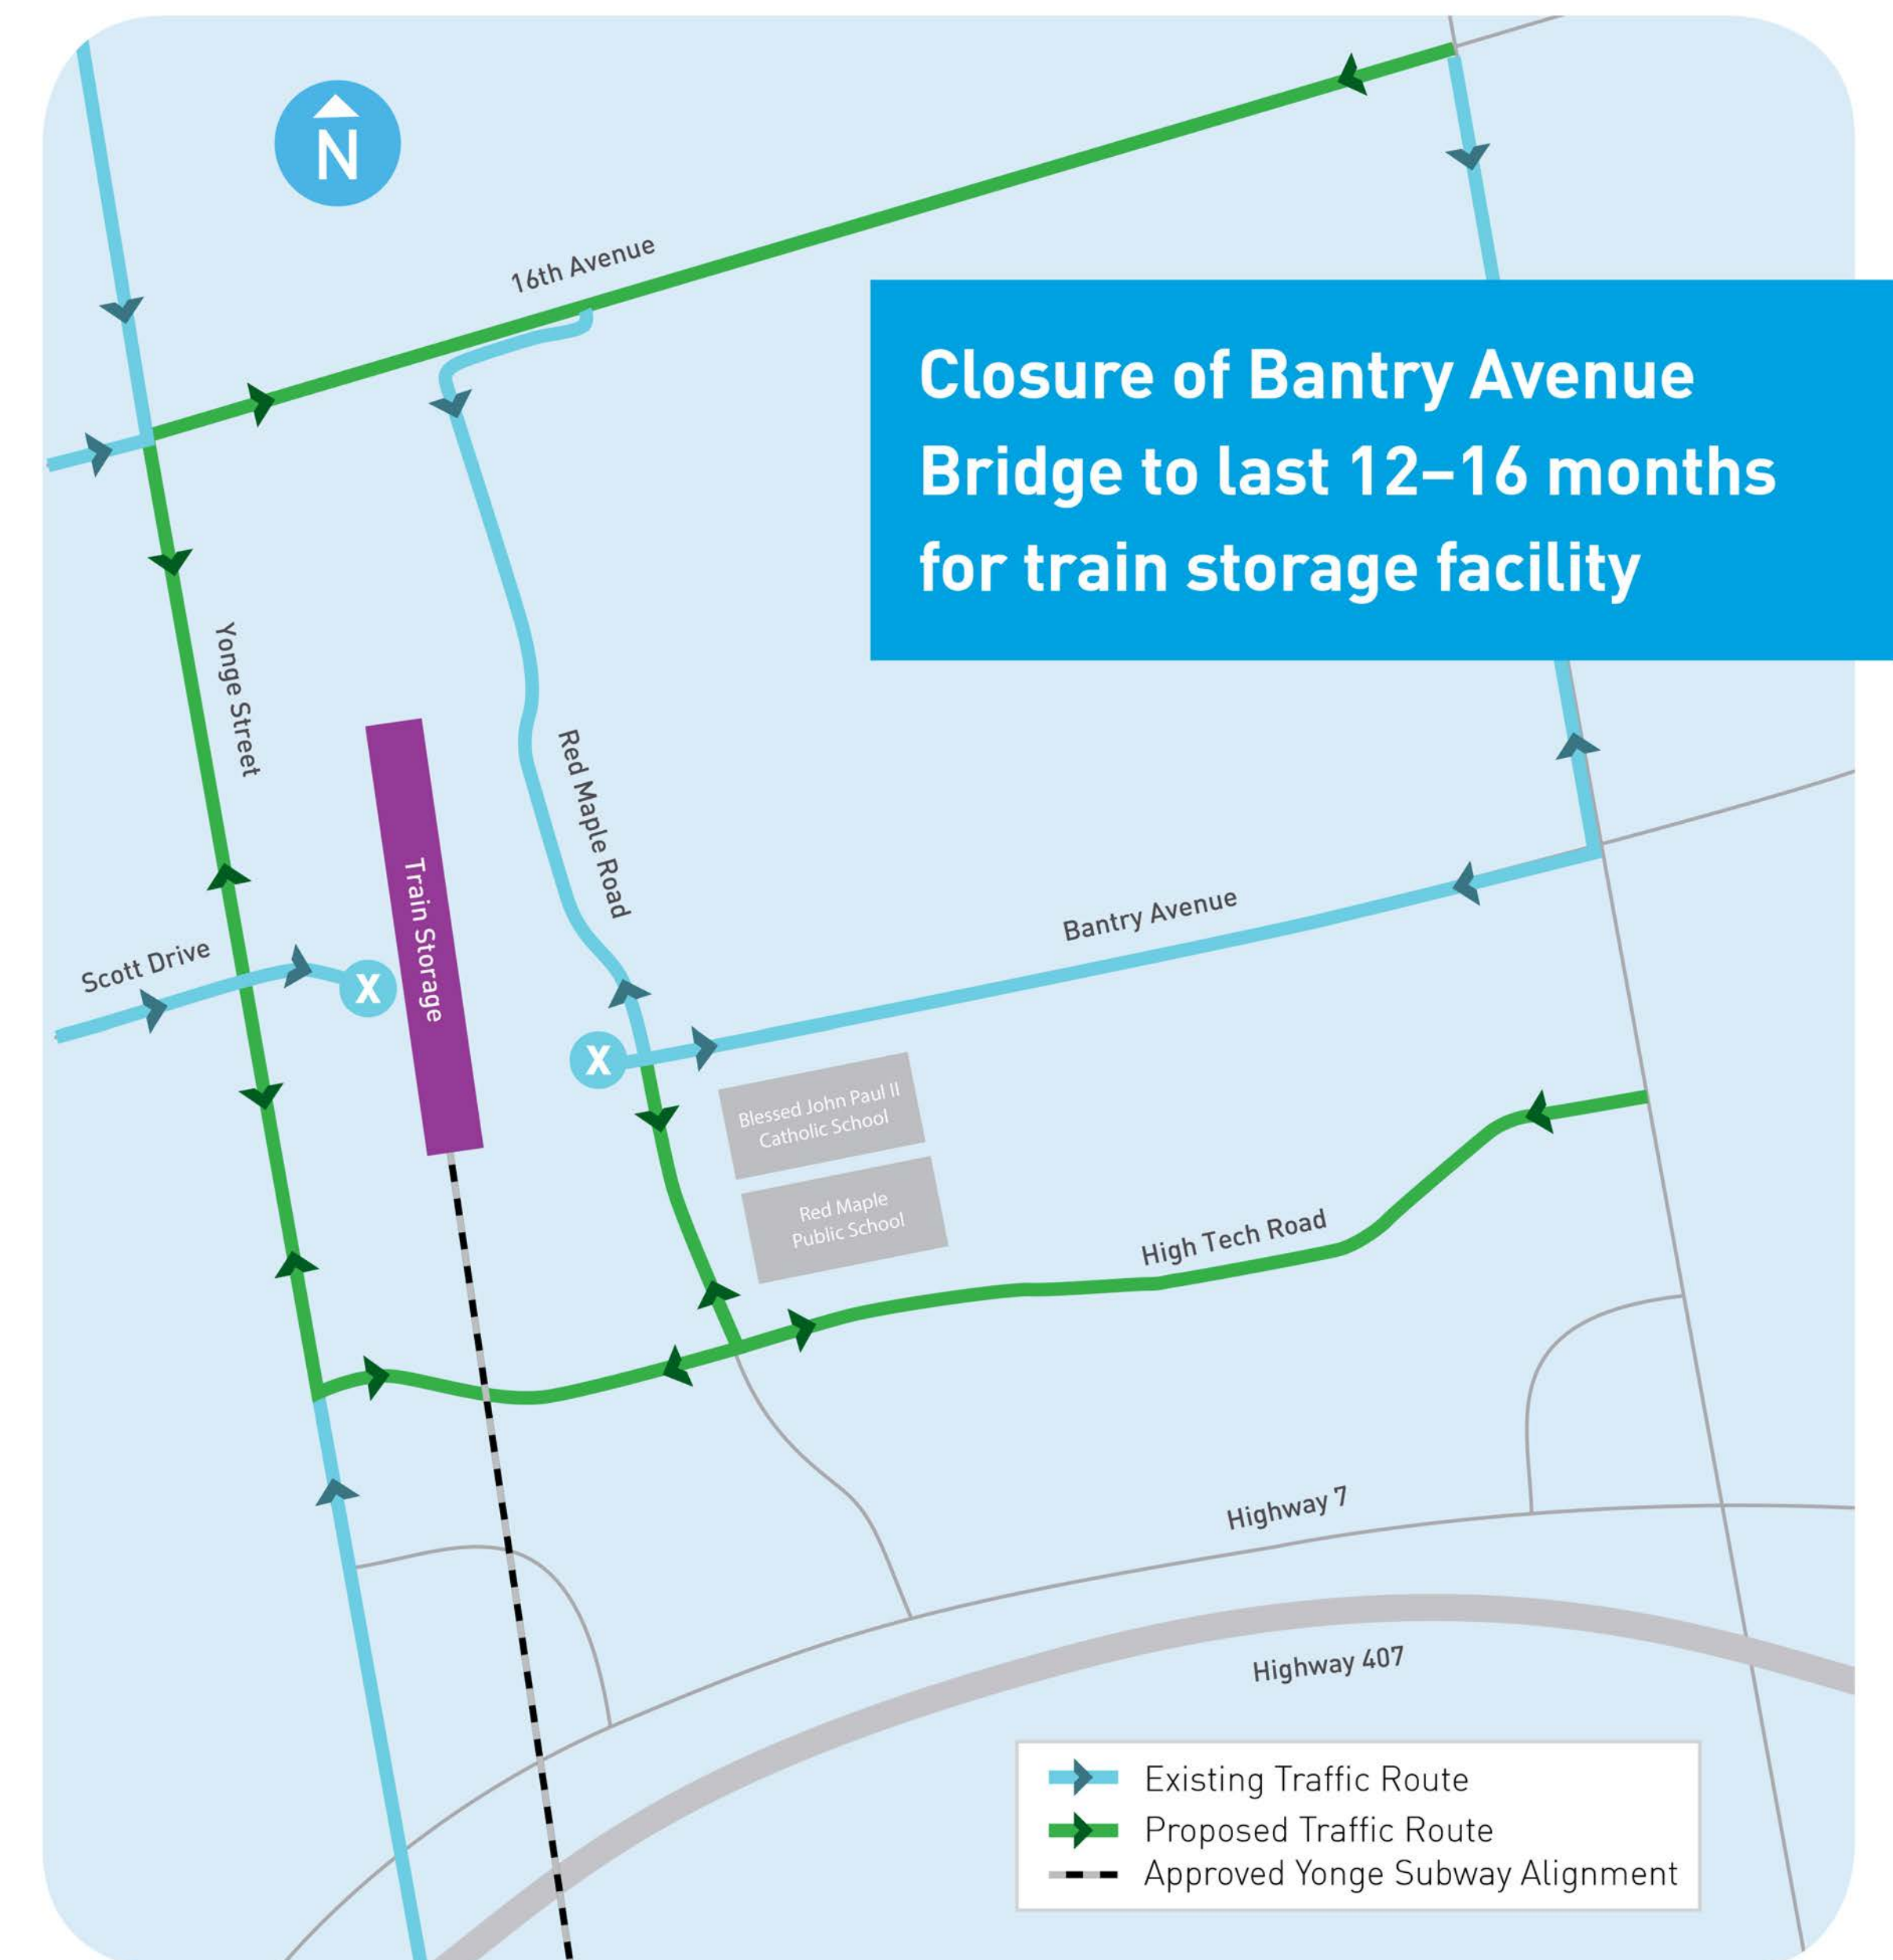 N
16th Avenue
Closure of Bantry Avenue
Bridge to last 12–16 months
for train storage facility
Yonge Street
Red Maple Road
Train Storage
Scott Drive
X
X
Bantry Avenue
Blessed John Paul II
Catholic School
Red Maple
Public School
High Tech Road
Highway 7
Highway 407
Existing Traffic Route
Proposed Traffic Route
Approved Yonge Subway Alignment